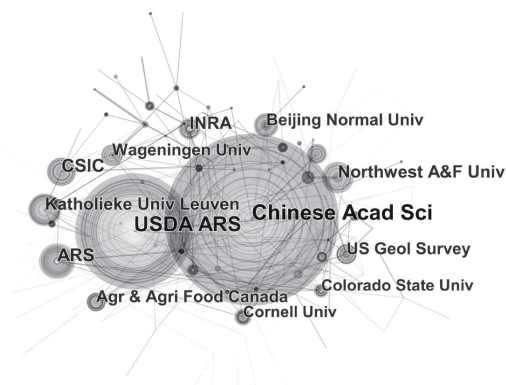 INRA
Beijing Normal Univ
Wageningen Univ
CSIC
Northwest A&F Univ
Katholieke Univ Leuven
Chinese Acad Sci
USDA ARS
US Geol Survey
ARS
Colorado State Univ
Agr & Agri Food Canada
Cornell Univ